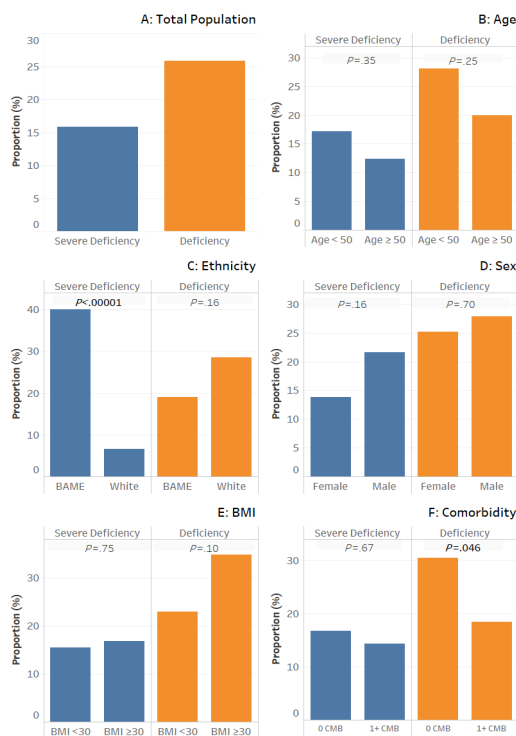 A: Total Population
Proportion (%)
30
25
20
15
10
5
0
Severe Deficiency
Deficiency
B: Age
Severe Deficiency
Deficiency
P=.35
P=.25
Proportion (%)
30
25
20
15
10
5
0
Age < 50
Age ≥ 50
Age < 50
Age ≥ 50
C: Ethnicity
Severe Deficiency
Deficiency
P<.00001
P=.16
Proportion (%)
40
30
20
10
0
BAME
White
BAME
White
D: Sex
Severe Deficiency
Deficiency
P=.16
P=.70
Proportion (%)
30
25
20
15
10
5
0
Female
Male
Female
Male
E: BMI
Severe Deficiency
Deficiency
P=.75
P=.10
Proportion (%)
30
20
10
0
BMI <30
BMI ≥30
BMI <30
BMI ≥30
F: Comorbidity
Severe Deficiency
Deficiency
P=.67
P=.046
Proportion (%)
30
20
10
0
0 CMB
1+ CMB
0 CMB
1+ CMB